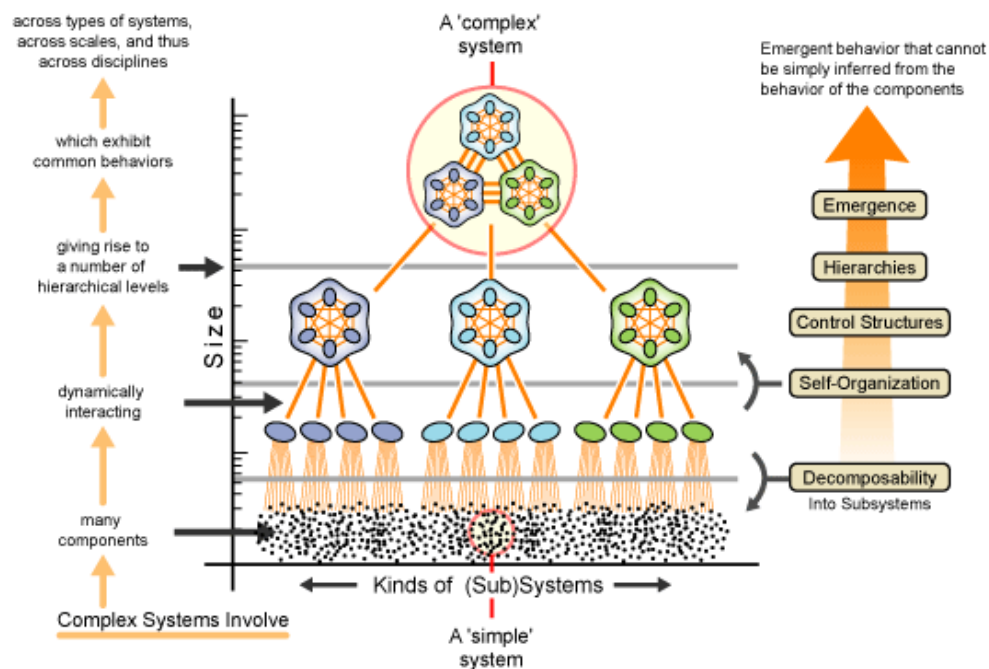 across types of systems,
across scales, and thus
across disciplines
which exhibit
common behaviors
giving rise to
a number of
hierarchical levels
dynamically
interacting
many
components
Complex Systems Involve
A 'complex'
system
Size
Kinds of (Sub)Systems
A 'simple'
system
Emergent behavior that cannot
be simply inferred from the
behavior of the components
Emergence
Hierarchies
Control Structures
Self-Organization
Decomposability
Into Subsystems